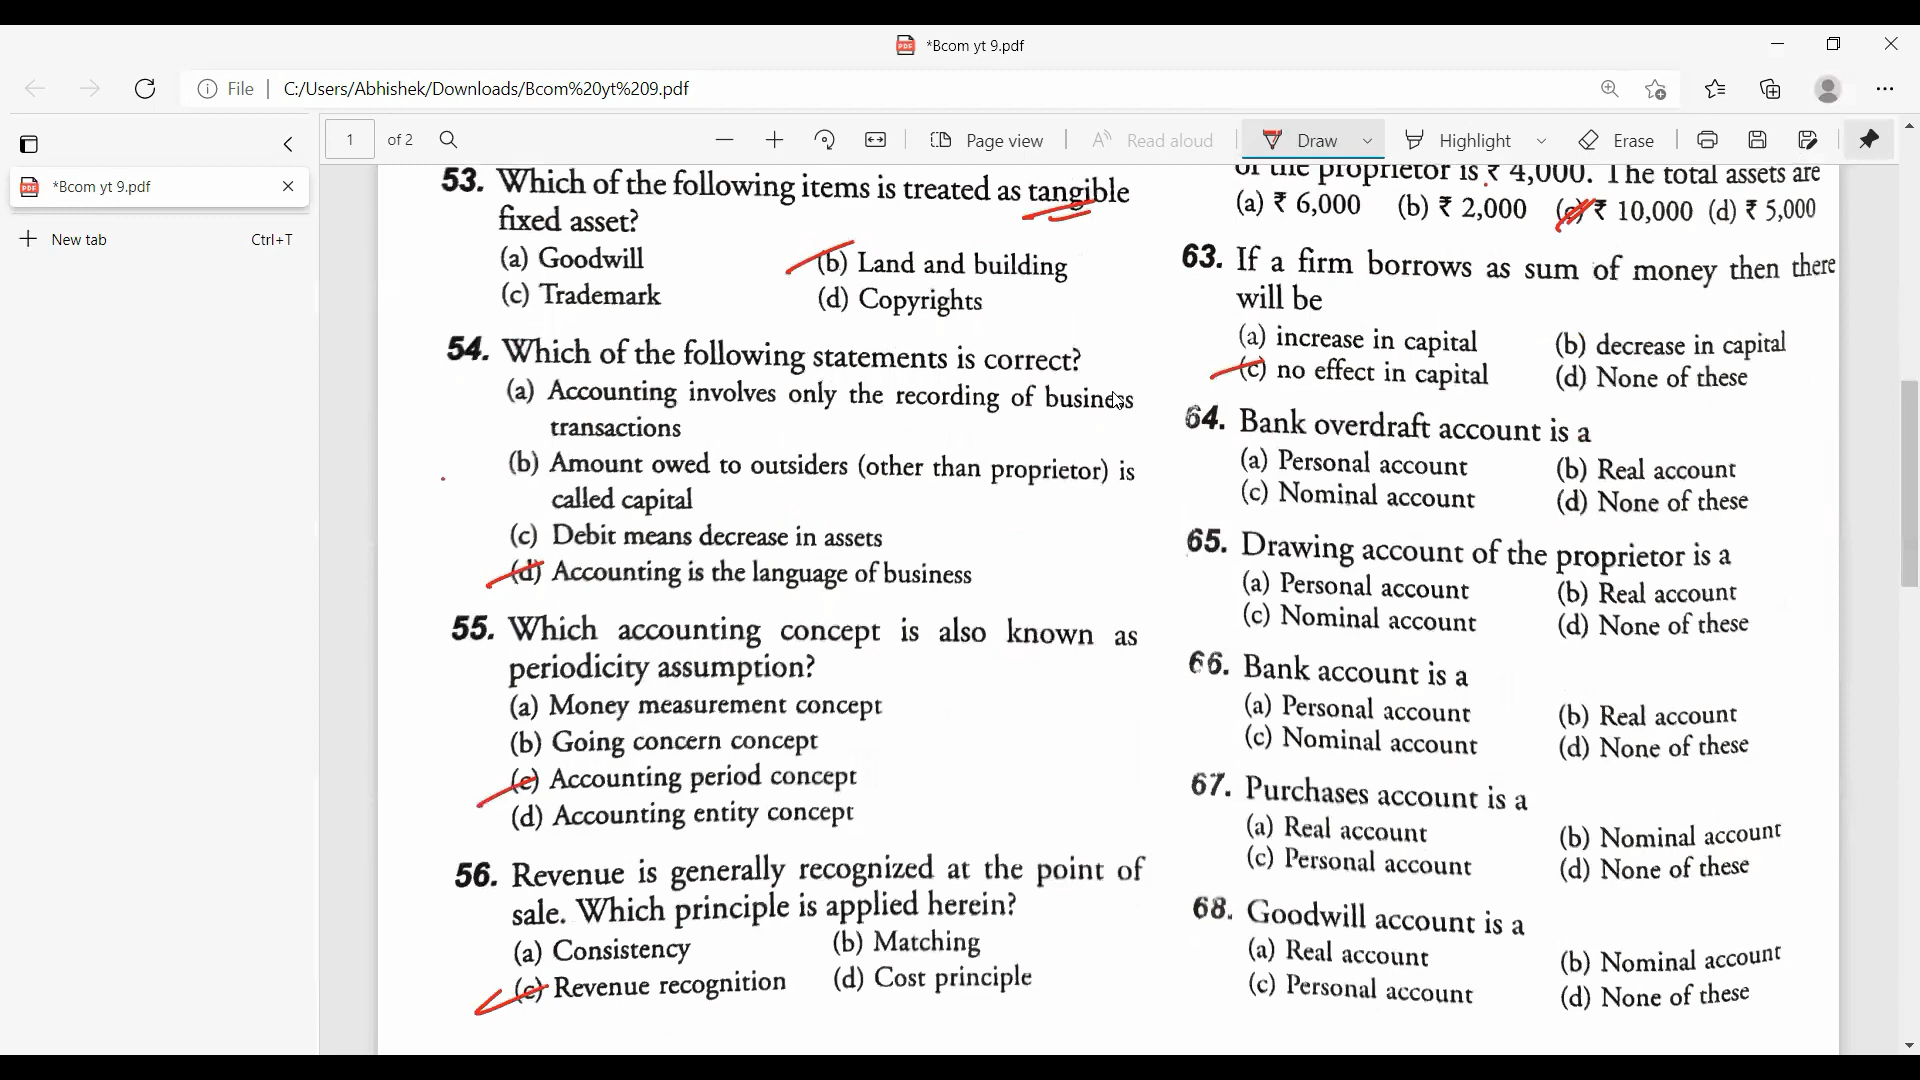 *Bcom yt 9.pdf
File
C:/Users/Abhishek/Downloads/Bcom%20yt%209.pdf
1 of 2
Page view
Read aloud
Draw
Highlight
Erase
*Bcom yt 9.pdf
New tab Ctrl+T
53. Which of the following items is treated as tangible
fixed asset?
(a) Goodwill (b) Land and building
(c) Trademark (d) Copyrights
54. Which of the following statements is correct?
(a) Accounting involves only the recording of business
transactions
(b) Amount owed to outsiders (other than proprietor) is
called capital
(c) Debit means decrease in assets
(d) Accounting is the language of business
55. Which accounting concept is also known as
periodicity assumption?
(a) Money measurement concept
(b) Going concern concept
(c) Accounting period concept
(d) Accounting entity concept
56. Revenue is generally recognized at the point of
sale. Which principle is applied herein?
(a) Consistency (b) Matching
(c) Revenue recognition (d) Cost principle
of the proprietor is ₹ 4,000. The total assets are
(a) ₹ 6,000 (b) ₹ 2,000 (c) ₹ 10,000 (d) ₹ 5,000
63. If a firm borrows as sum of money then there
will be
(a) increase in capital (b) decrease in capital
(c) no effect in capital (d) None of these
64. Bank overdraft account is a
(a) Personal account (b) Real account
(c) Nominal account (d) None of these
65. Drawing account of the proprietor is a
(a) Personal account (b) Real account
(c) Nominal account (d) None of these
66. Bank account is a
(a) Personal account (b) Real account
(c) Nominal account (d) None of these
67. Purchases account is a
(a) Real account (b) Nominal account
(c) Personal account (d) None of these
68. Goodwill account is a
(a) Real account (b) Nominal account
(c) Personal account (d) None of these